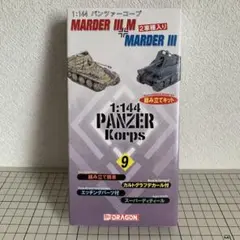 1:144 パンツァーコープ
MARDER III M
2車種入り
MARDER III
組み立てキット
1:144
PANZER
Korps
9
組み立て簡単
カルトグラフデカール付
エッチングパーツ付
スーパーディティール
DRAGON